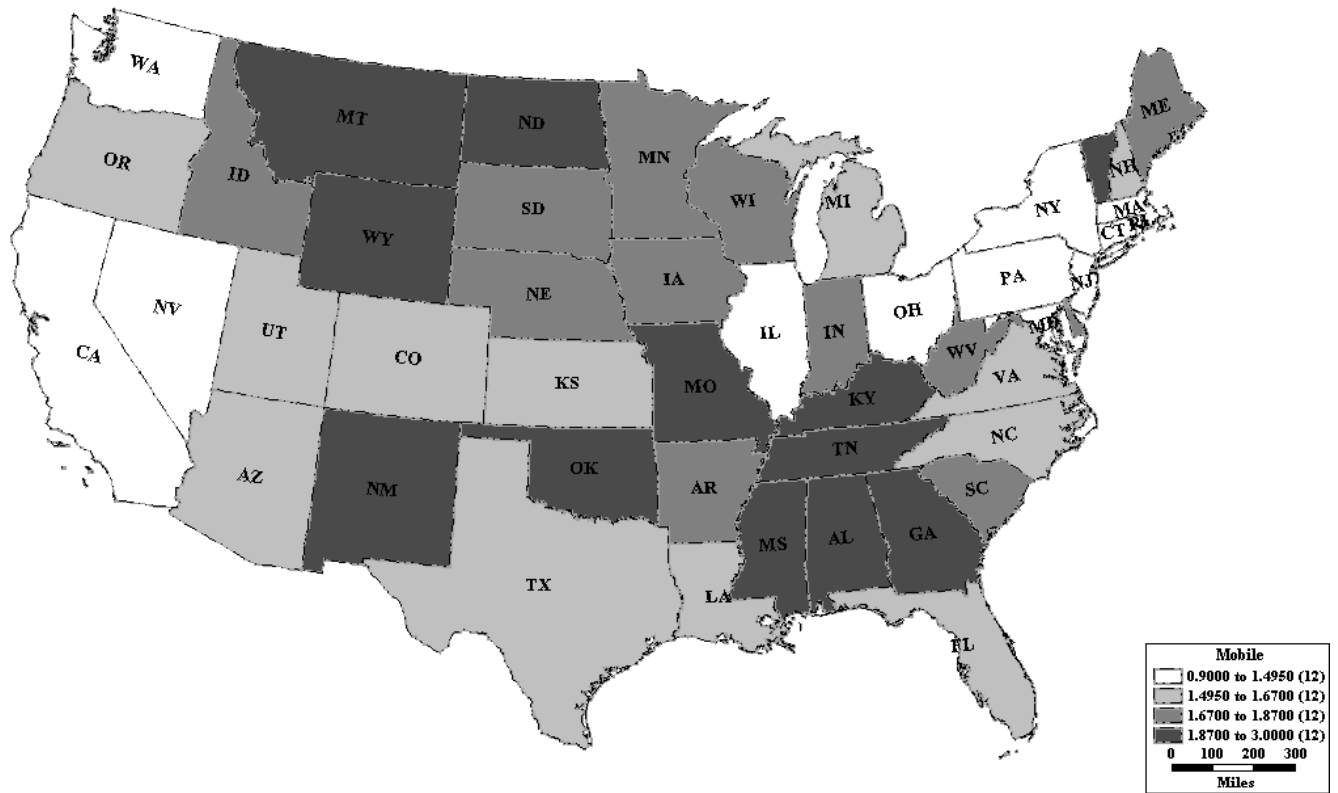 WA
MT
ND
ME
OR
ID
MN
NH
SD
WI
MI
NY
MA
WY
CT RI
IA
PA
NE
NV
NJ
OH
UT
IL
IN
MD
CO
WV
CA
KS
VA
MO
KY
NC
TN
AZ
OK
NM
AR
SC
MS
AL
GA
TX
LA
FL
Mobile
0.9000 to 1.4950 (12)
1.4950 to 1.6700 (12)
1.6700 to 1.8700 (12)
1.8700 to 3.0000 (12)
0 100 200 300
Miles